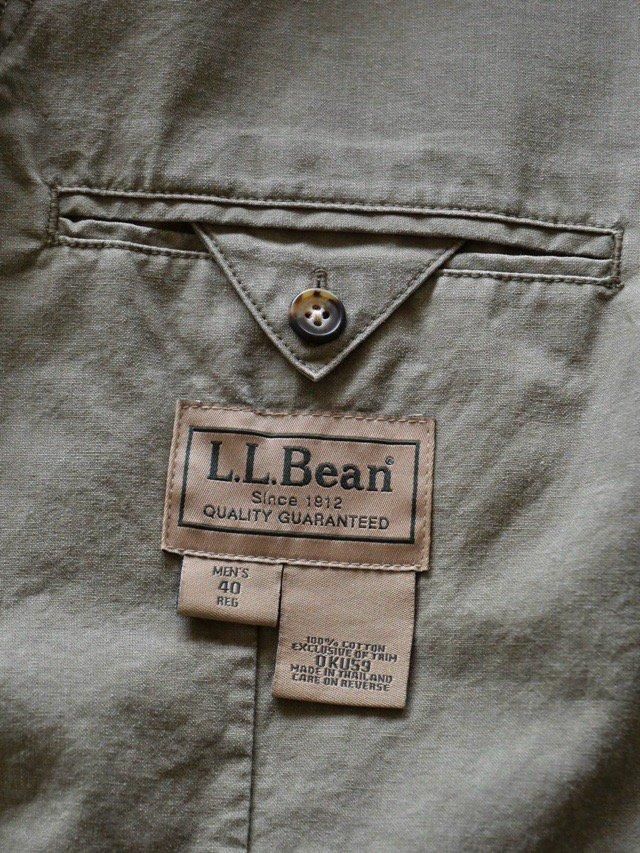 L.L.Bean®
Since 1912
QUALITY GUARANTEED
MEN'S
40
REG
100% COTTON
EXCLUSIVE OF TRIM
0KU59
MADE IN THAILAND
CARE ON REVERSE